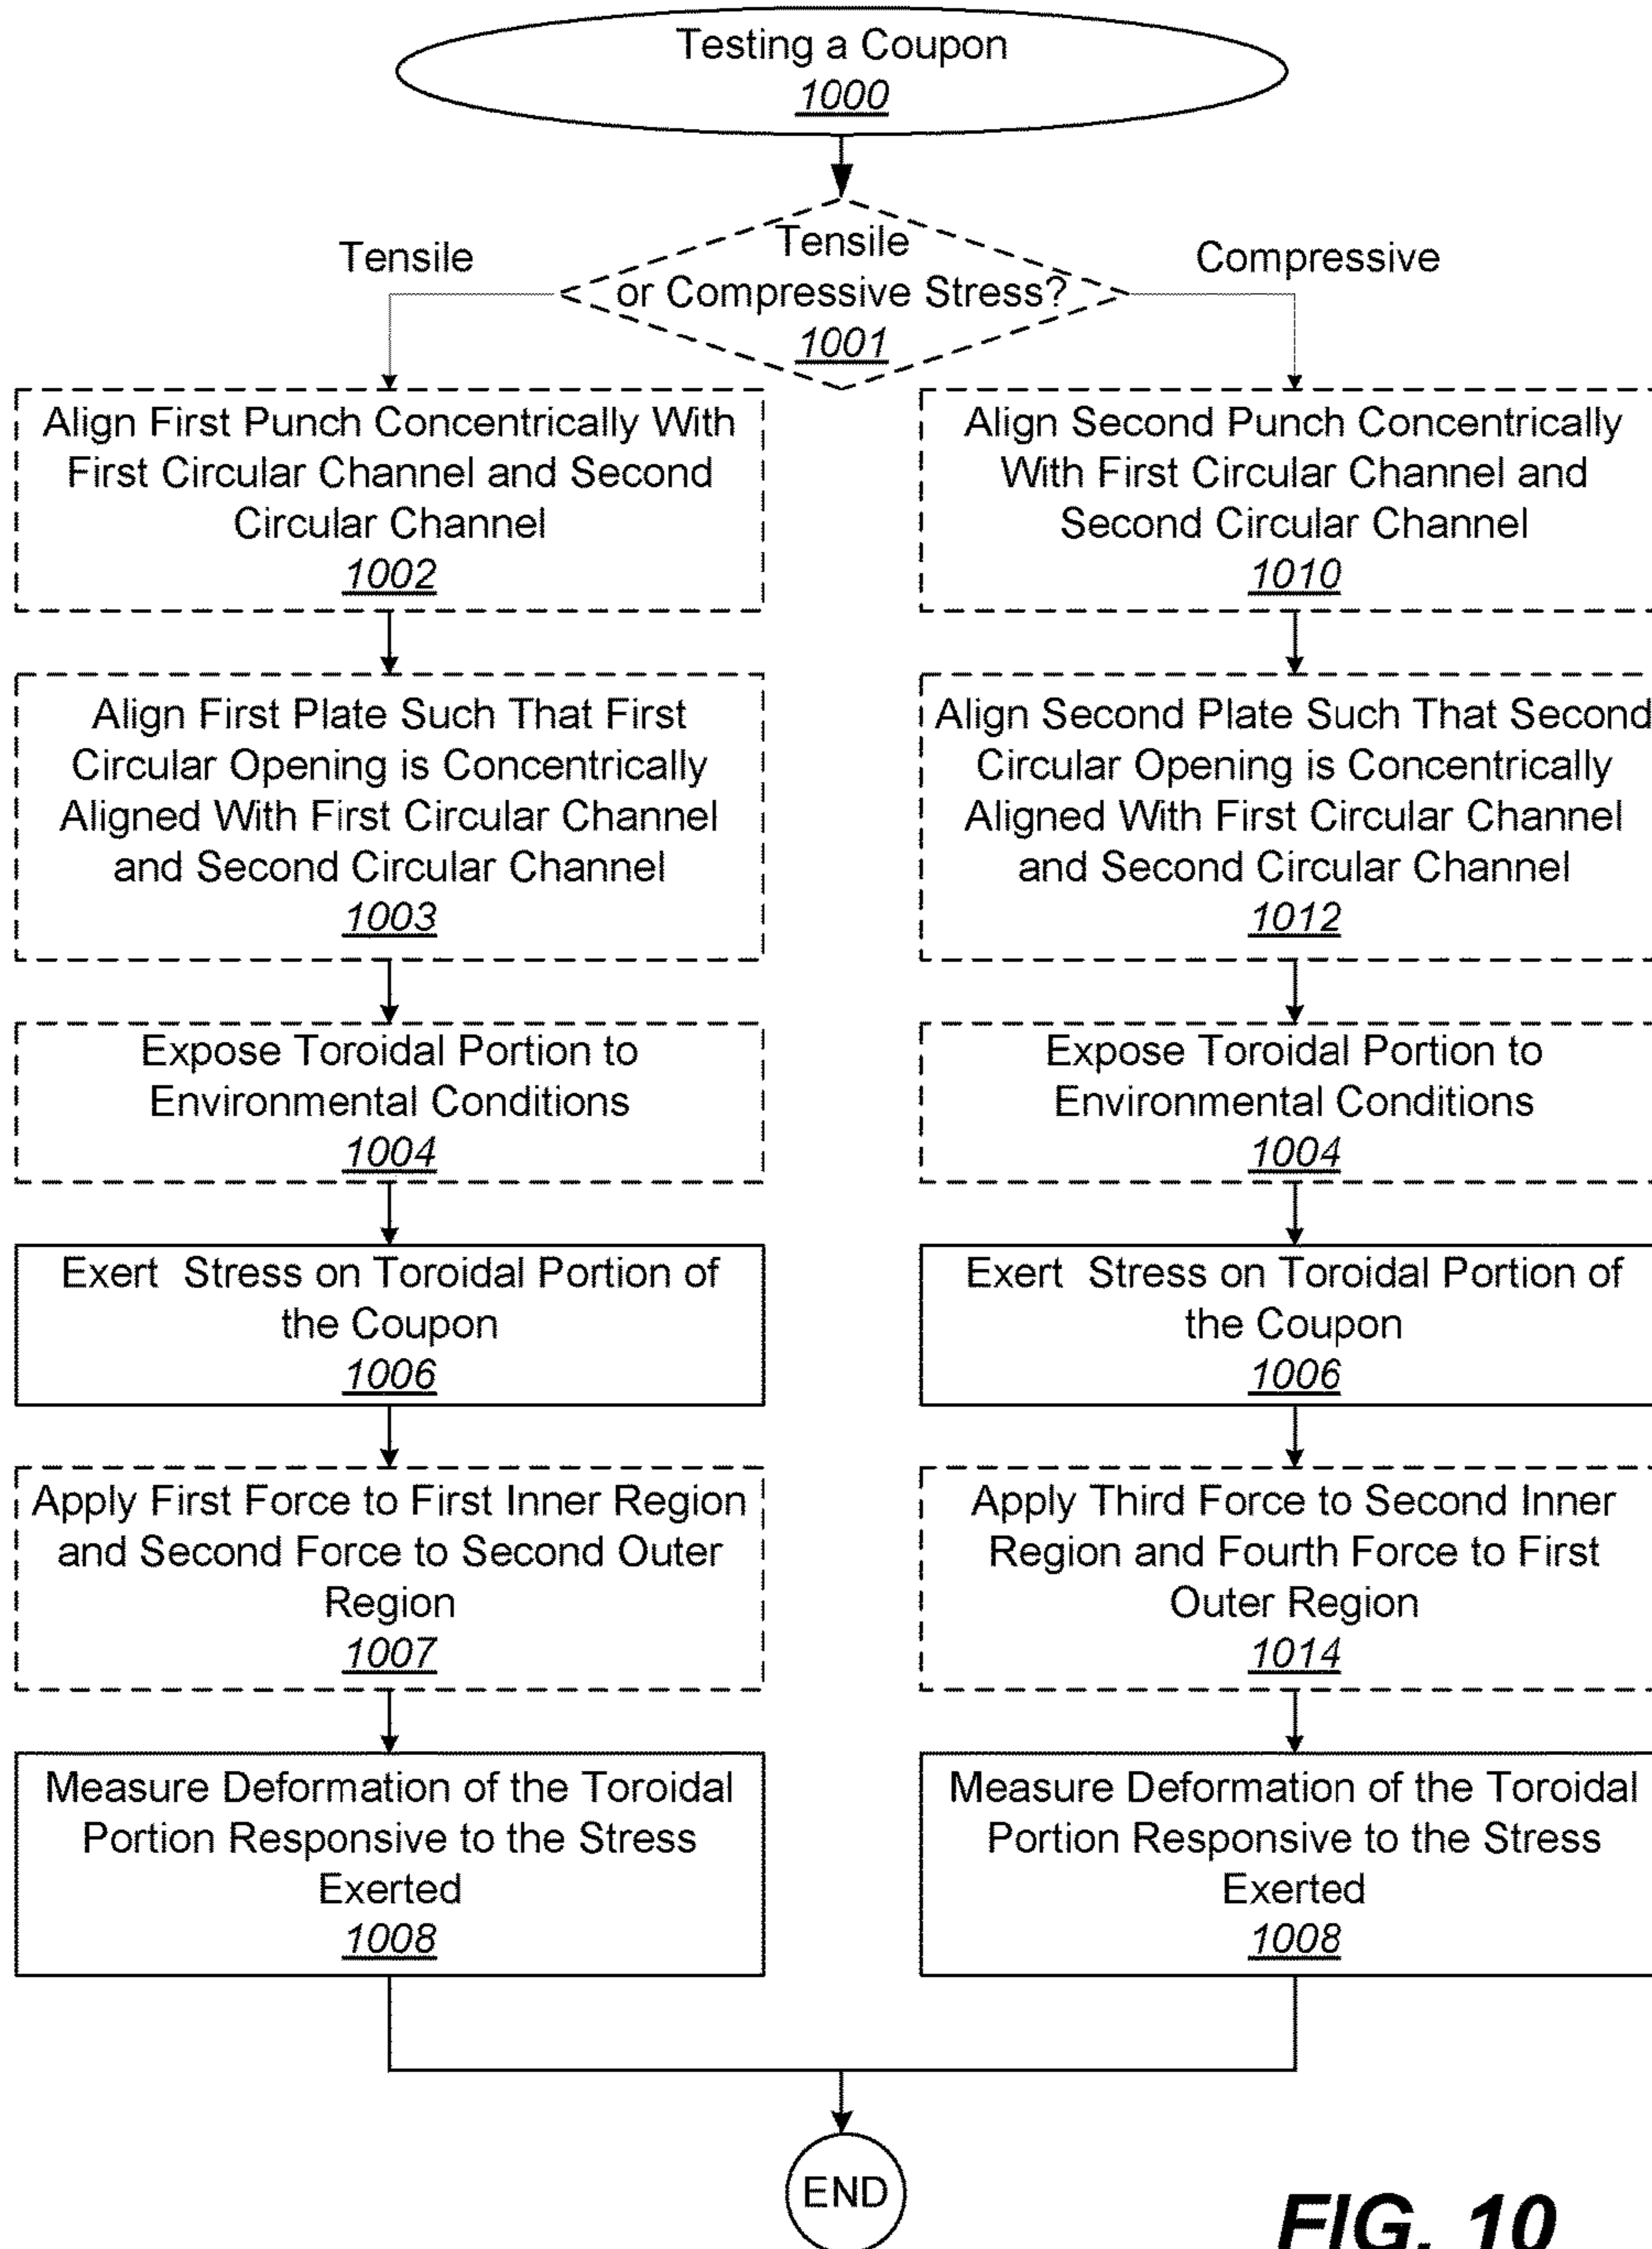 Testing a Coupon
1000
Tensile
Tensile
or Compressive Stress?
1001
Compressive
Align First Punch Concentrically With
First Circular Channel and Second
Circular Channel
1002
Align First Plate Such That First
Circular Opening is Concentrically
Aligned With First Circular Channel
and Second Circular Channel
1003
Expose Toroidal Portion to
Environmental Conditions
1004
Exert Stress on Toroidal Portion of
the Coupon
1006
Apply First Force to First Inner Region
and Second Force to Second Outer
Region
1007
Measure Deformation of the Toroidal
Portion Responsive to the Stress
Exerted
1008
Align Second Punch Concentrically
With First Circular Channel and
Second Circular Channel
1010
Align Second Plate Such That Second
Circular Opening is Concentrically
Aligned With First Circular Channel
and Second Circular Channel
1012
Expose Toroidal Portion to
Environmental Conditions
1004
Exert Stress on Toroidal Portion of
the Coupon
1006
Apply Third Force to Second Inner
Region and Fourth Force to First
Outer Region
1014
Measure Deformation of the Toroidal
Portion Responsive to the Stress
Exerted
1008
END
FIG. 10